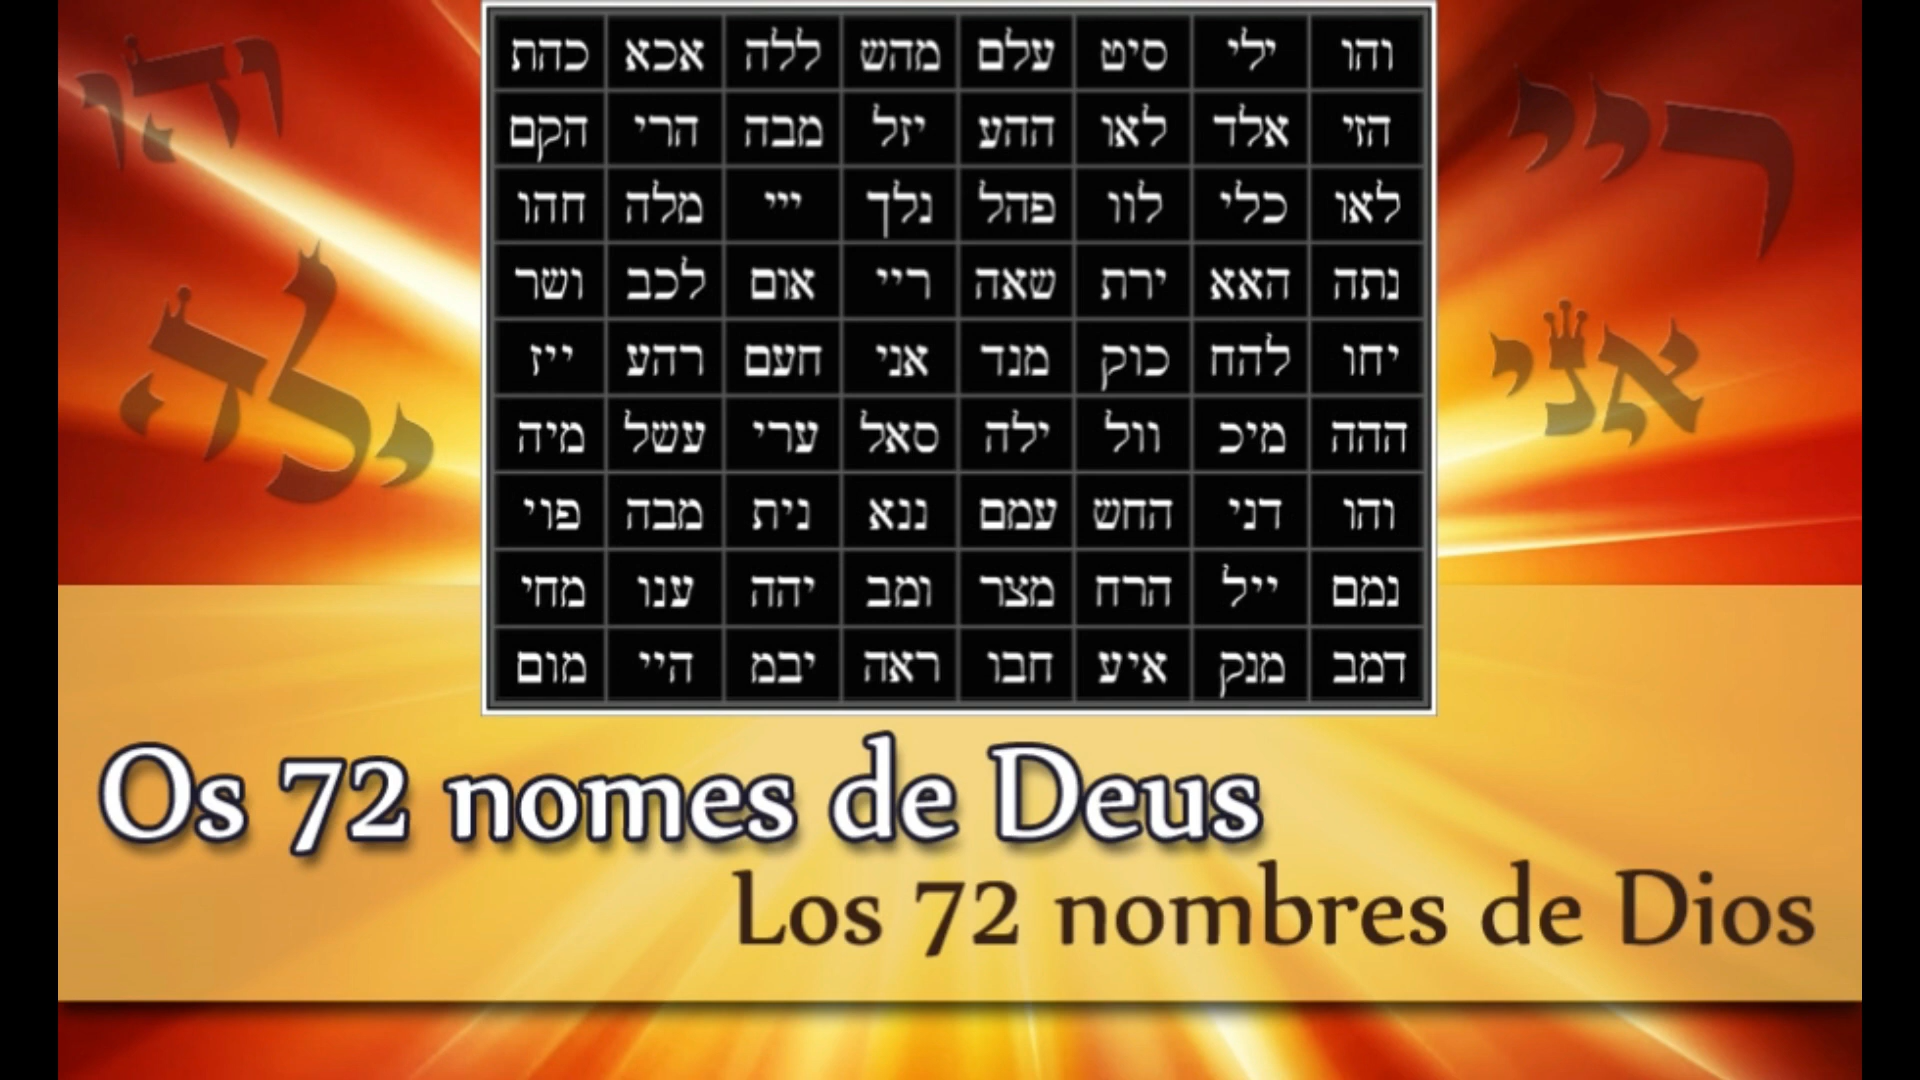 והו ילי סיט עלם מהש ללה אכא כהת
הזי אלד לאו ההע יזל מבה הרי הקם
לאו כלי לוו פהל נלך ייי מלה חהו
נתה האא ירת שאה ריי אום לכב ושר
יחו להח כוק מנד אני חעם רהע ייז
ההה מיכ וול ילה סאל ערי עשל מיה
והו דני החש עמם ננא נית מבה פוי
נמם ייל הרח מצר ומב יהה ענו מחי
דמב מנק איע חבו ראה יבמ היי מום
והו
ריי
ילה
אני
Os 72 nomes de Deus
Los 72 nombres de Dios